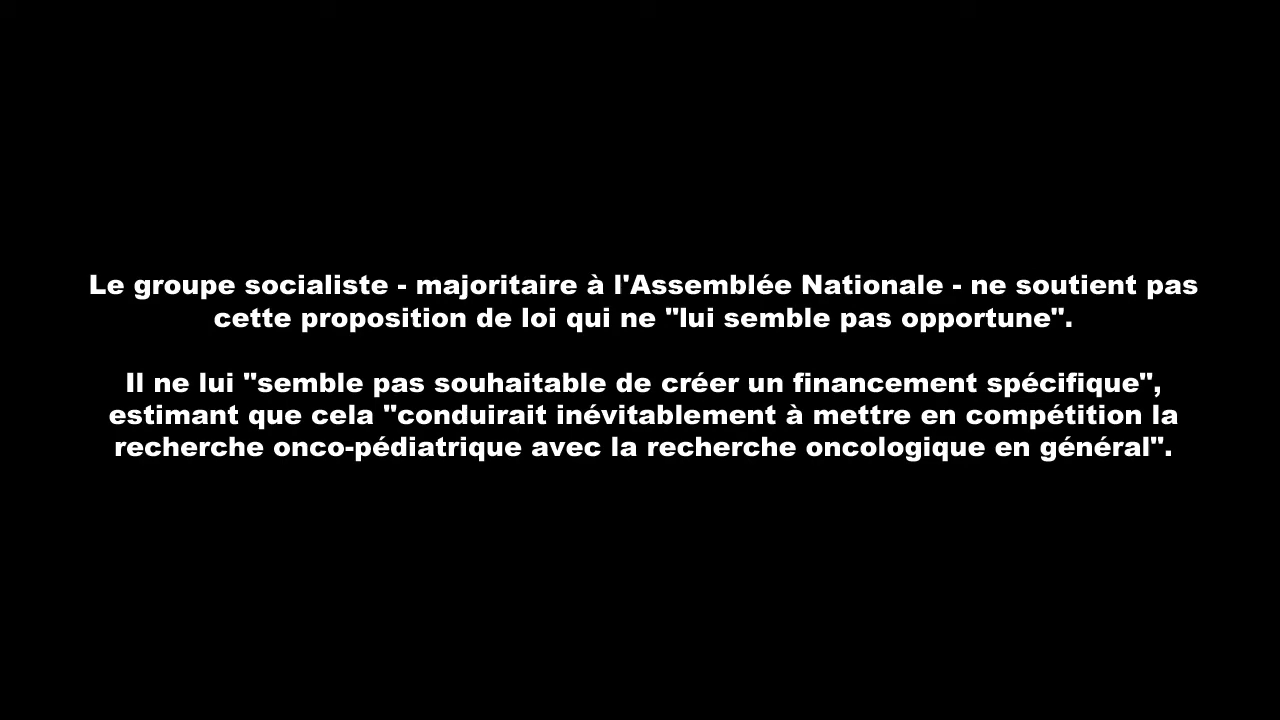 Le groupe socialiste - majoritaire à l'Assemblée Nationale - ne soutient pas
cette proposition de loi qui ne "lui semble pas opportune".
Il ne lui "semble pas souhaitable de créer un financement spécifique",
estimant que cela "conduirait inévitablement à mettre en compétition la
recherche onco-pédiatrique avec la recherche oncologique en général".